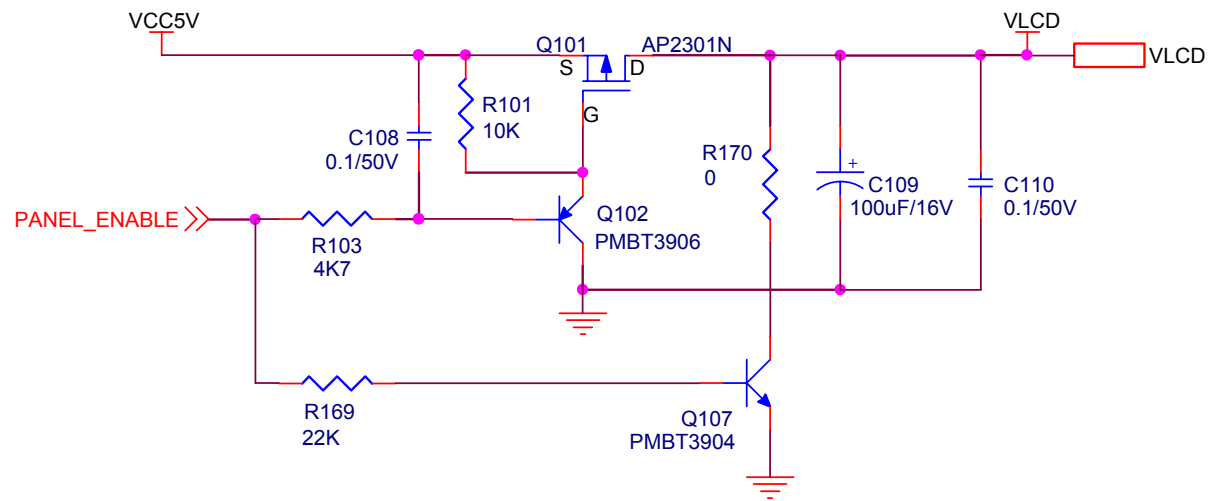 VCC5V
VLCD
Q101
AP2301N
S
D
VLCD
G
R101
10K
C108
0.1/50V
R170
0
+
C109
100uF/16V
C110
0.1/50V
PANEL_ENABLE
R103
4K7
Q102
PMBT3906
R169
22K
Q107
PMBT3904